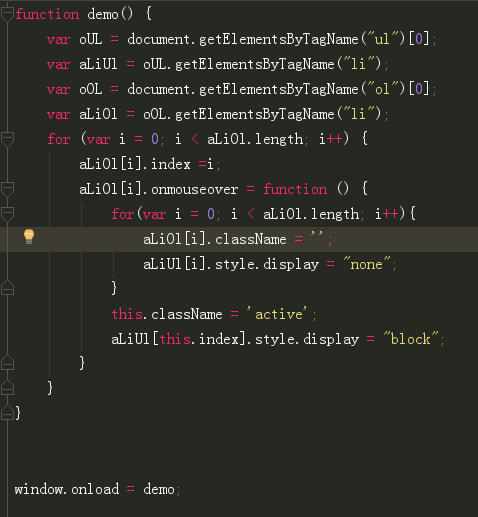 function demo() {
    var oUL = document.getElementsByTagName("ul")[0];
    var aLiUl = oUL.getElementsByTagName("li");
    var oOL = document.getElementsByTagName("ol")[0];
    var aLiOl = oOL.getElementsByTagName("li");
    for (var i = 0; i < aLiOl.length; i++) {
        aLiOl[i].index =i;
        aLiOl[i].onmouseover = function () {
            for(var i = 0; i < aLiOl.length; i++){
                aLiOl[i].className = '';
                aLiUl[i].style.display = "none";
            }
            this.className = 'active';
            aLiUl[this.index].style.display = "block";
        }
    }
}
window.onload = demo;